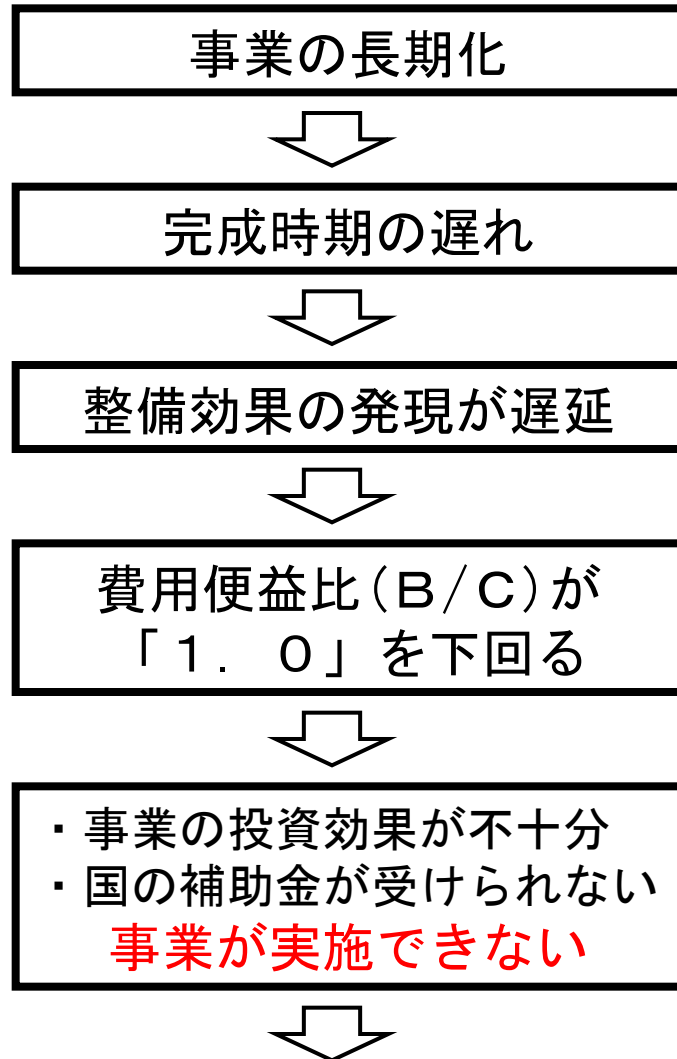 事業の長期化
完成時期の遅れ
整備効果の発現が遅延
費用便益比(B/C)が
「1.0」を下回る
・事業の投資効果が不十分
・国の補助金が受けられない
事業が実施できない